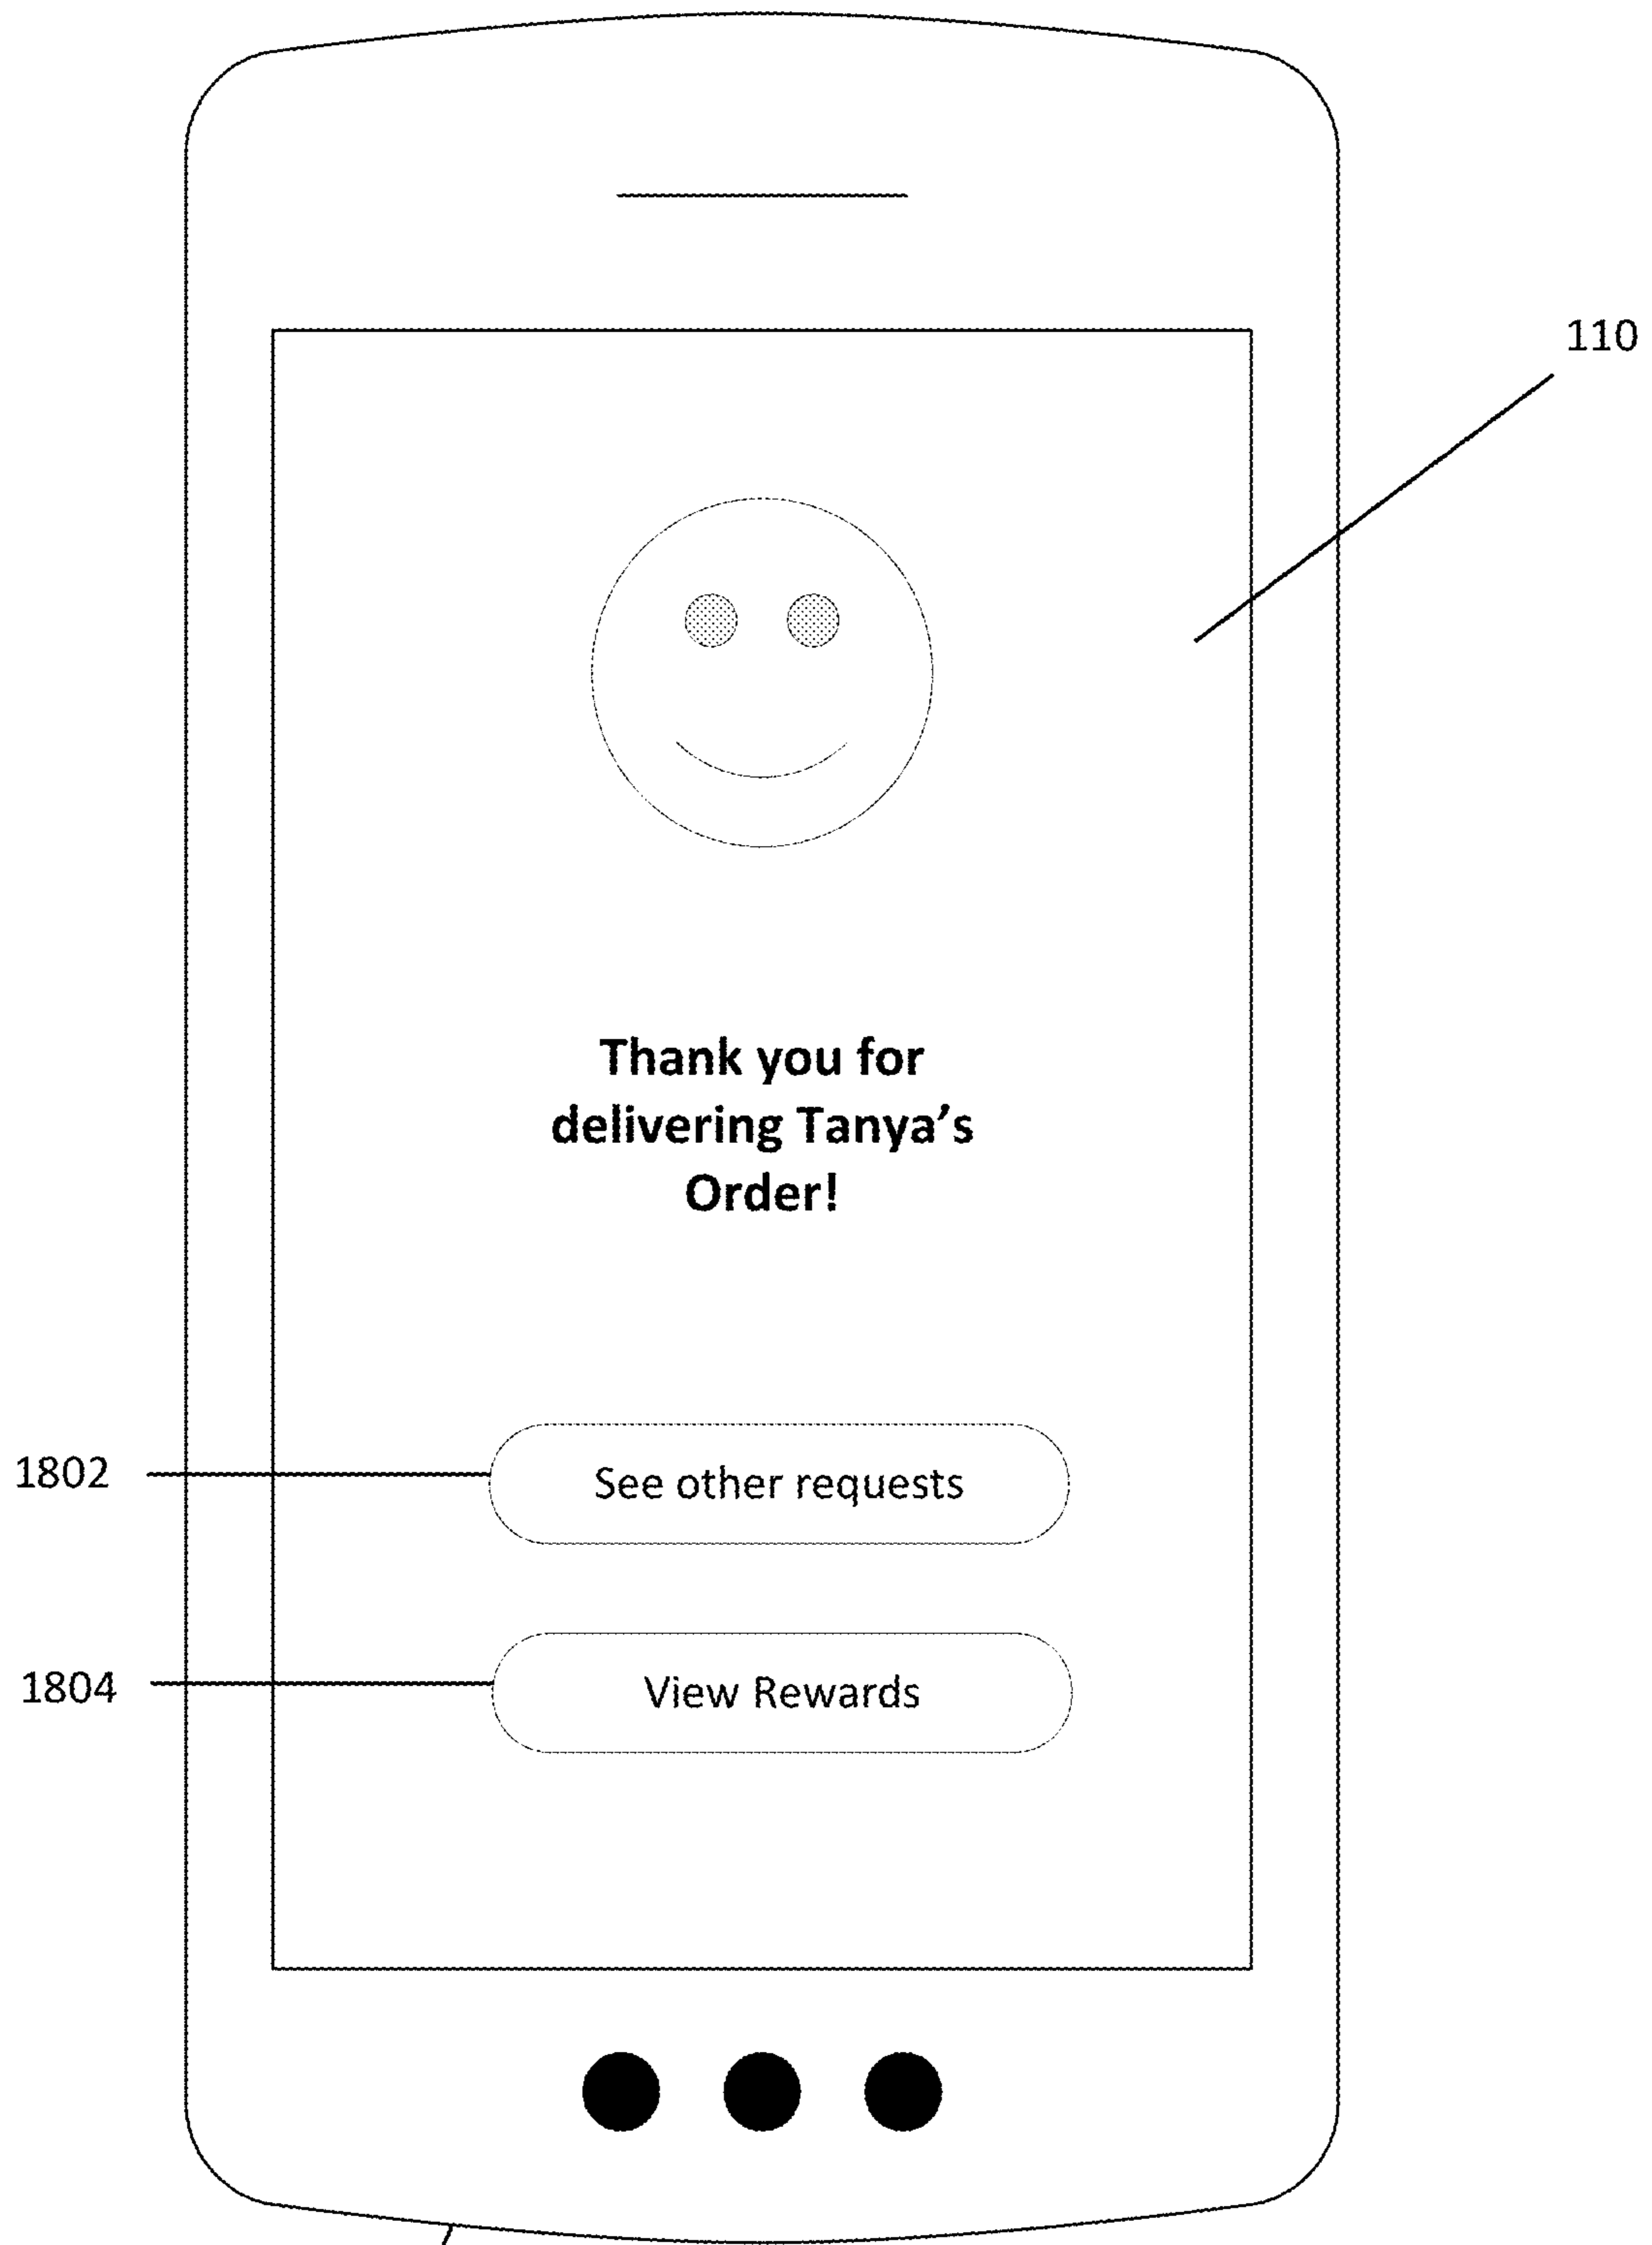 110
Thank you for
delivering Tanya’s
Order!
1802
See other requests
1804
View Rewards